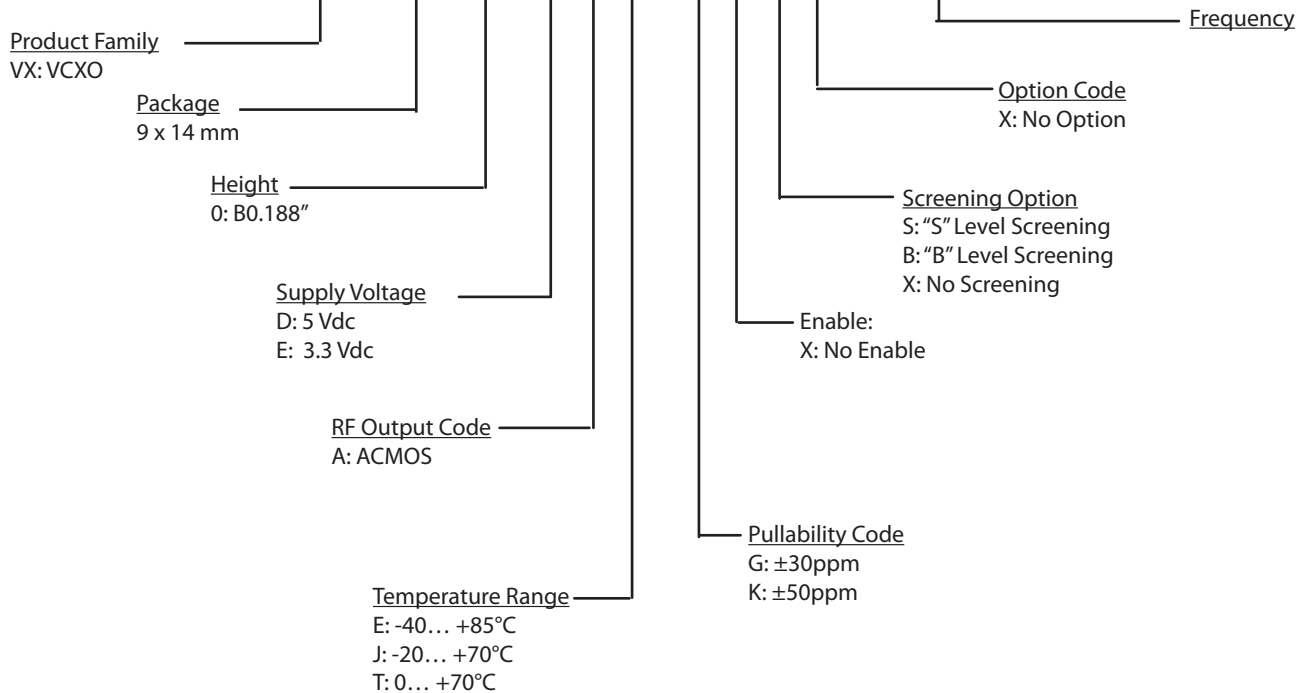 Frequency
Product Family
VX: VCXO
Option Code
X: No Option
Package
9 x 14 mm
Height
0: B0.188”
Screening Option
S: “S” Level Screening
B: “B” Level Screening
X: No Screening
Supply Voltage
D: 5 Vdc
E: 3.3 Vdc
Enable:
X: No Enable
RF Output Code
A: ACMOS
Pullability Code
G: ±30ppm
K: ±50ppm
Temperature Range
E: -40… +85°C
J: -20… +70°C
T: 0… +70°C